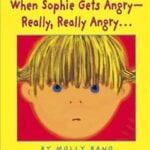 When Sophie Gets Angry—
Really, Really Angry...
BY MOLLY BANG